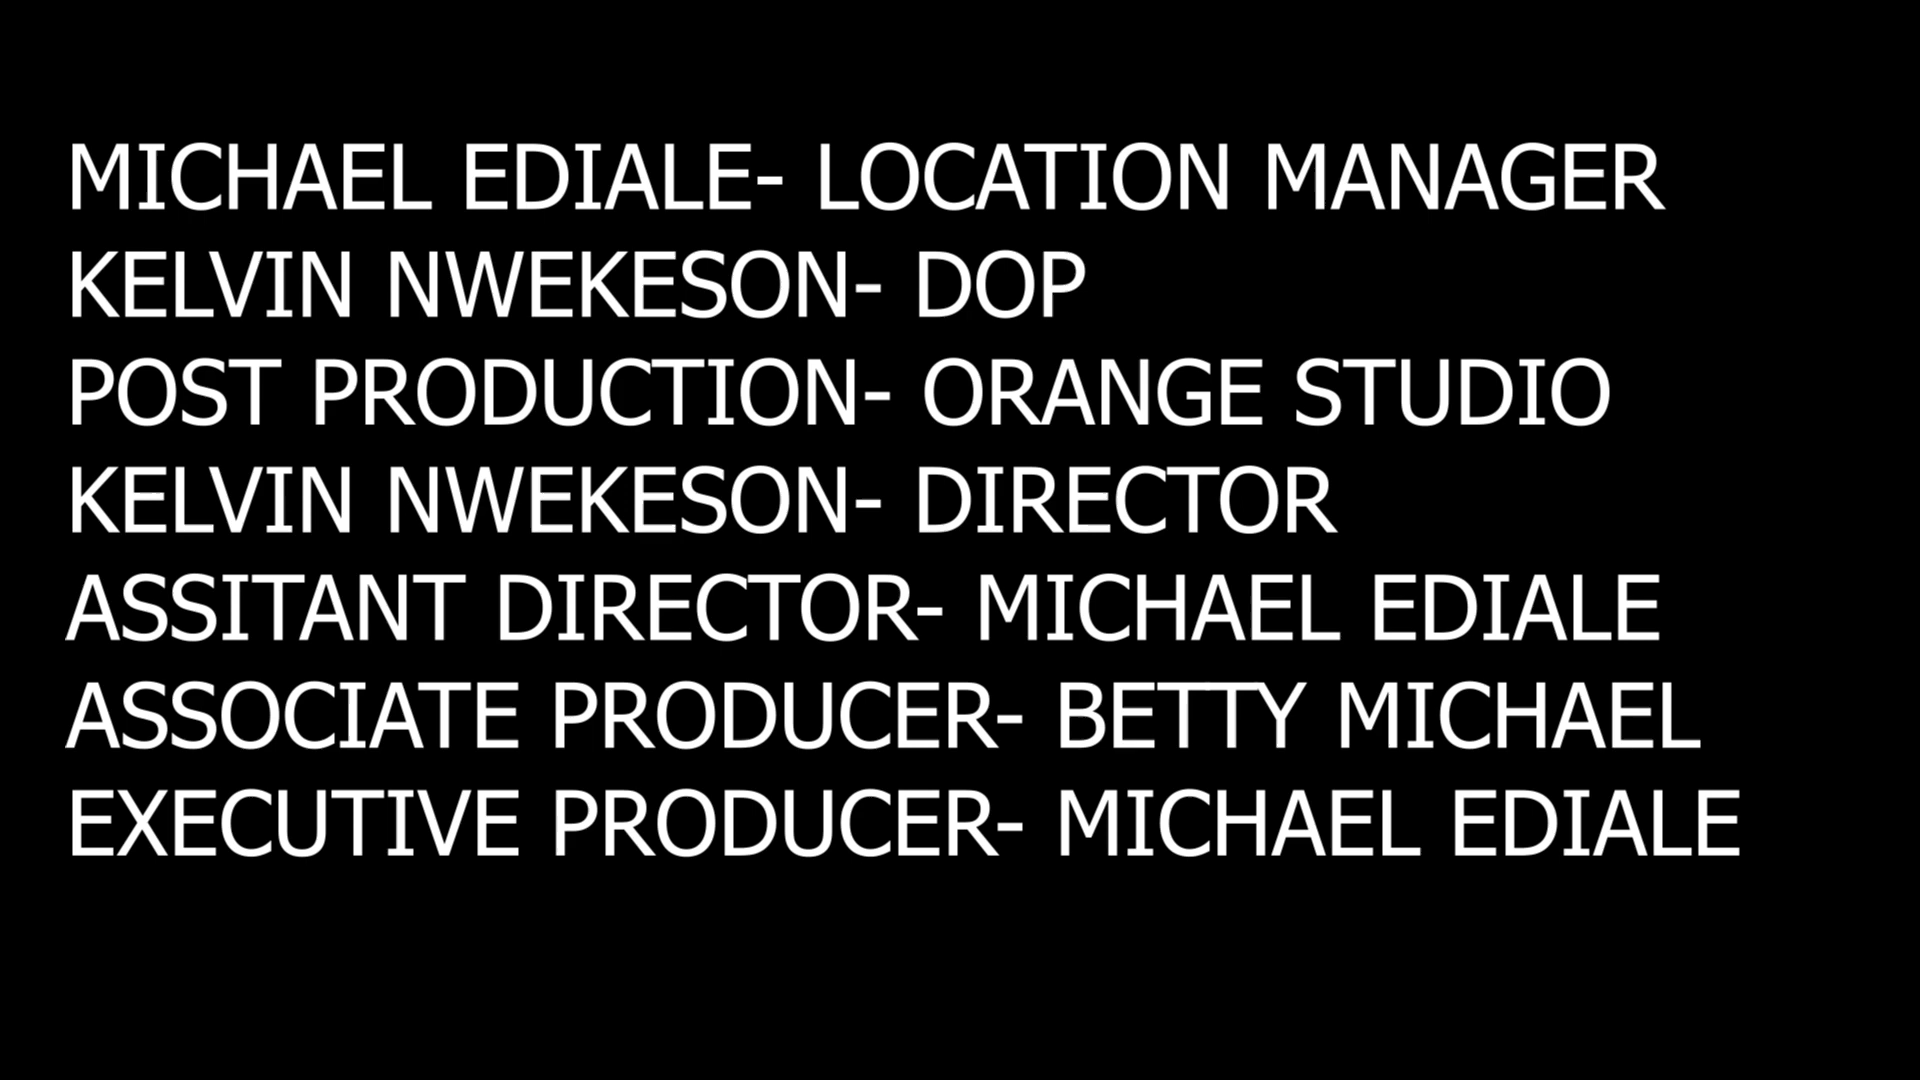 MICHAEL EDIALE- LOCATION MANAGER
KELVIN NWEKESON- DOP
POST PRODUCTION- ORANGE STUDIO
KELVIN NWEKESON- DIRECTOR
ASSITANT DIRECTOR- MICHAEL EDIALE
ASSOCIATE PRODUCER- BETTY MICHAEL
EXECUTIVE PRODUCER- MICHAEL EDIALE